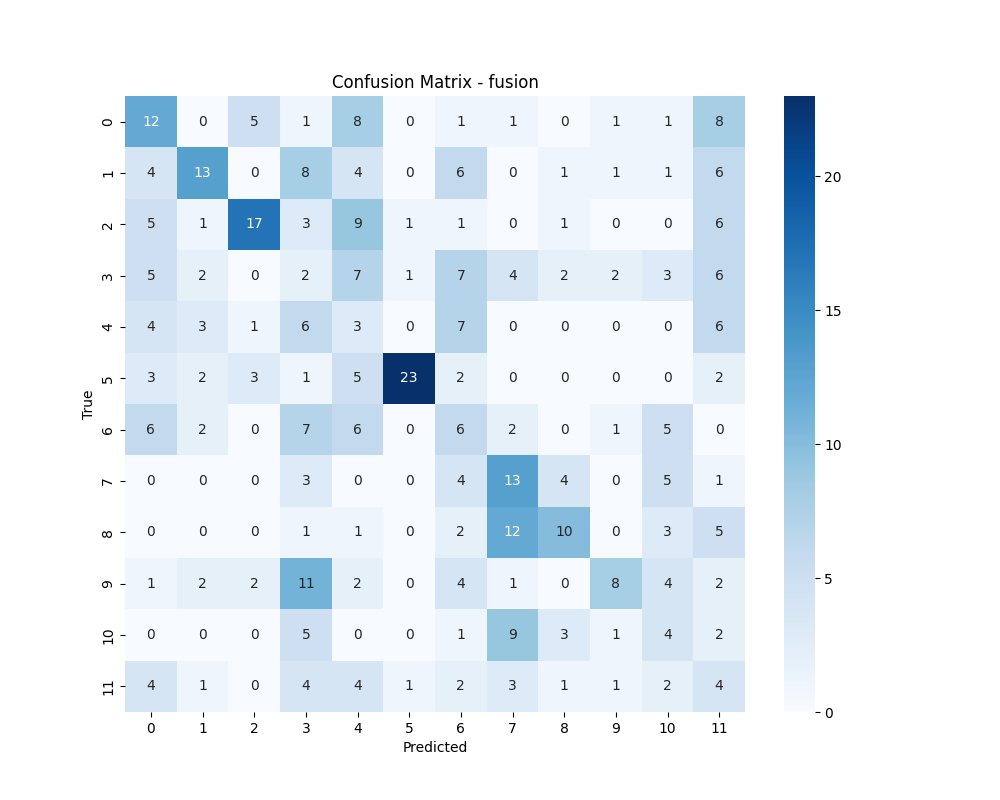 Confusion Matrix - fusion
0 12 0 5 1 8 0 1 1 0 1 1 8
1 4 13 0 8 4 0 6 0 1 1 1 6
2 5 1 17 3 9 1 1 0 1 0 0 6
3 5 2 0 2 7 1 7 4 2 2 3 6
4 4 3 1 6 3 0 7 0 0 0 0 6
5 3 2 3 1 5 23 2 0 0 0 0 2
6 6 2 0 7 6 0 6 2 0 1 5 0
7 0 0 0 3 0 0 4 13 4 0 5 1
8 0 0 0 1 1 0 2 12 10 0 3 5
9 1 2 2 11 2 0 4 1 0 8 4 2
10 0 0 0 5 0 0 1 9 3 1 4 2
11 4 1 0 4 4 1 2 3 1 1 2 4
0 1 2 3 4 5 6 7 8 9 10 11
Predicted
True
20
15
10
5
0